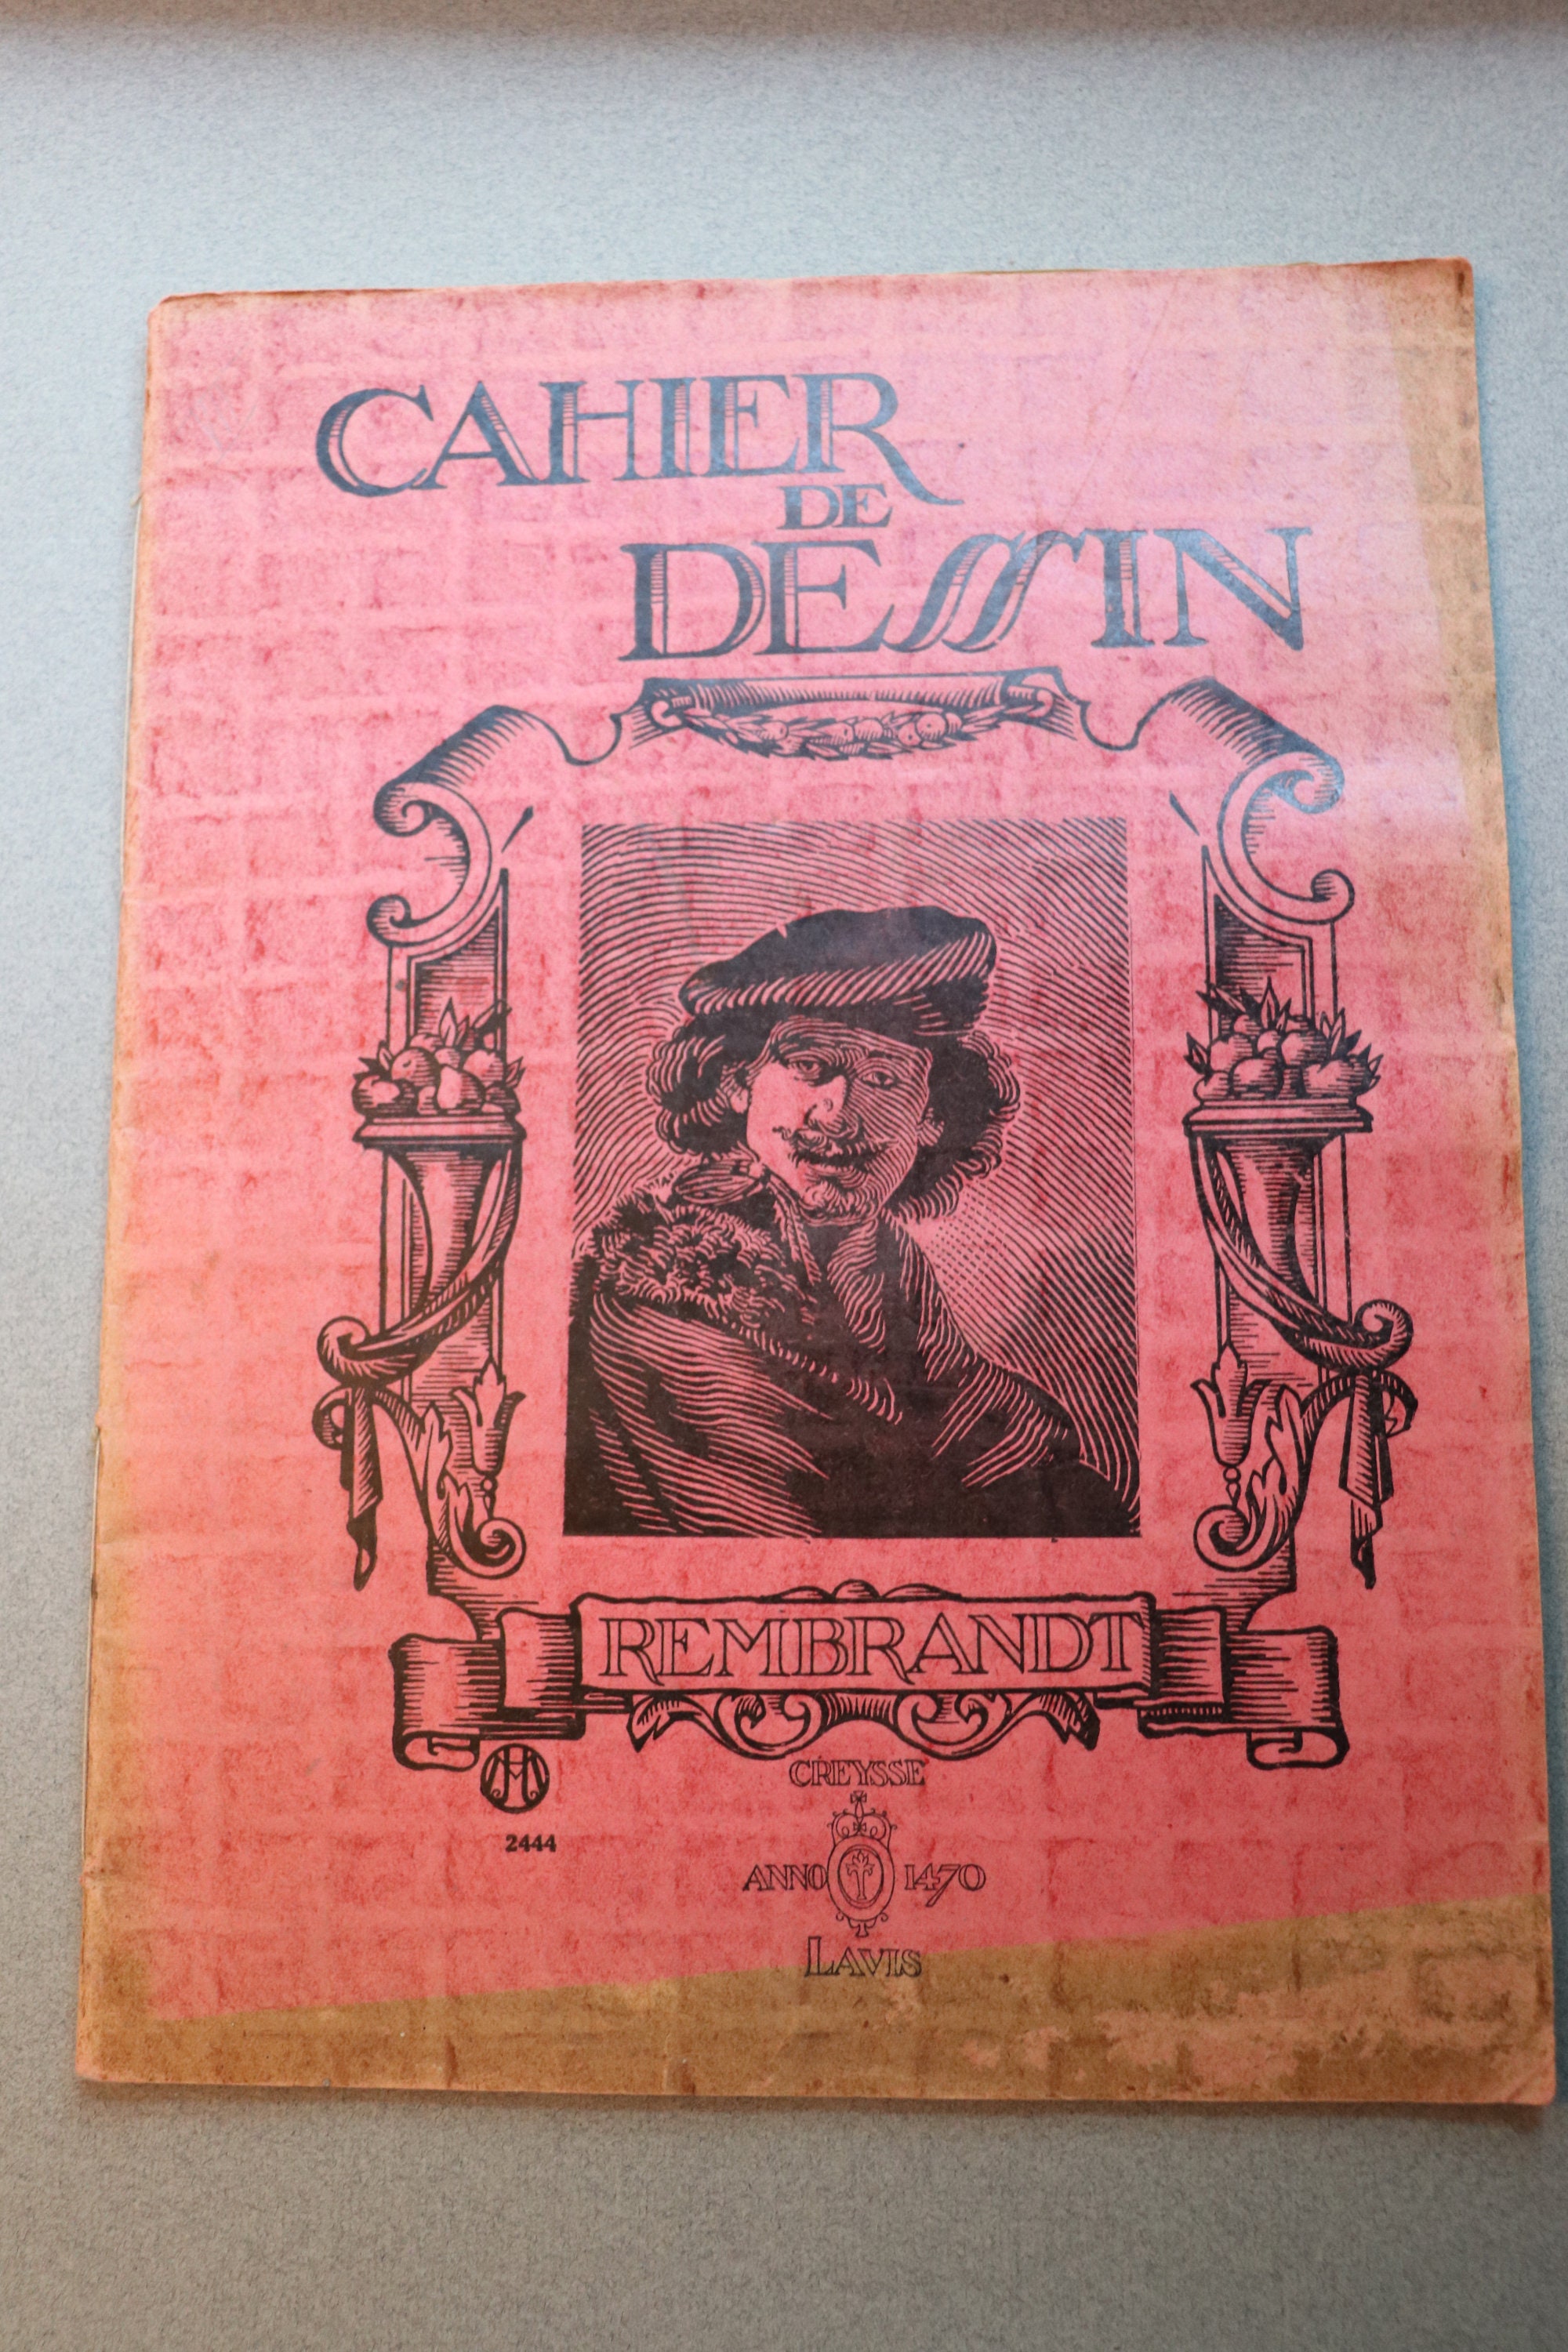 CAHIER
DE
DESSIN
REMBRANDT
CREYSSE
2444
ANNO 1470
LAVIS